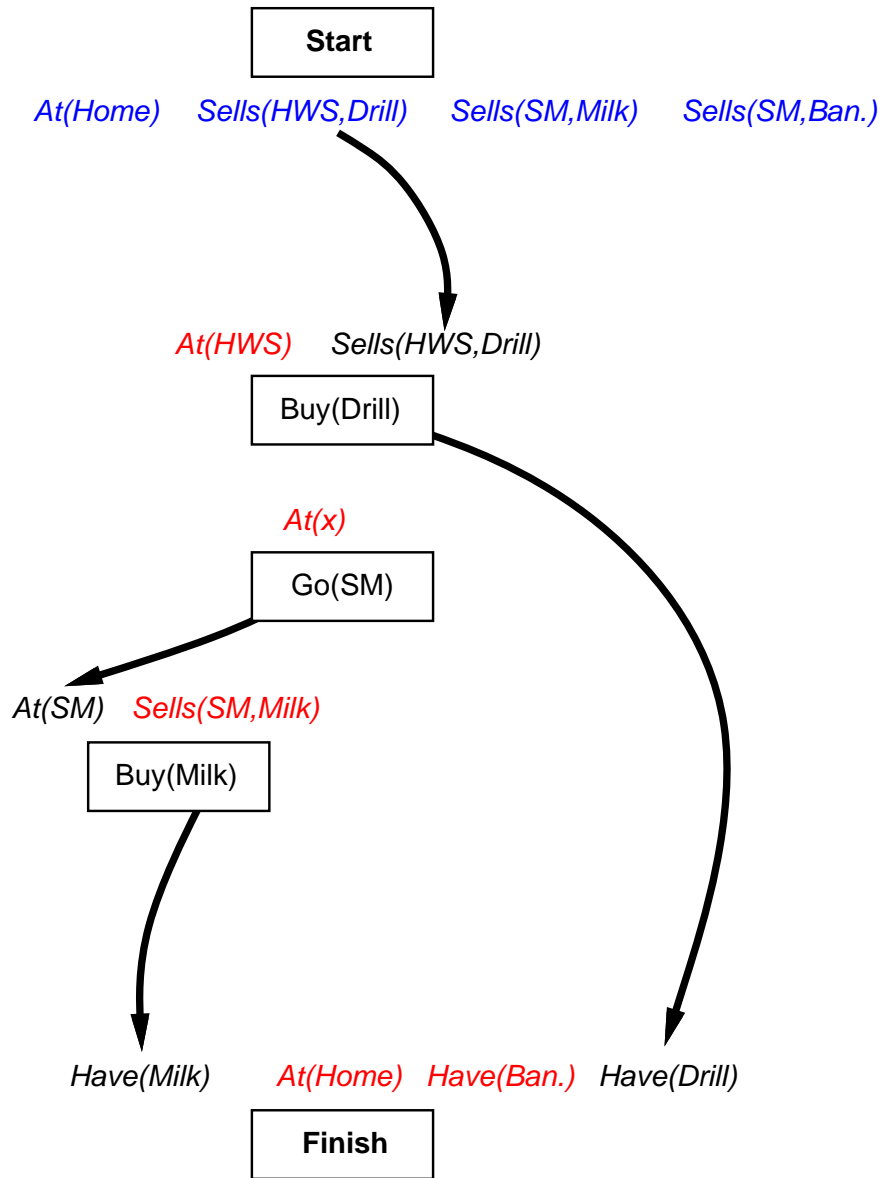 Start
At(Home) Sells(HWS,Drill) Sells(SM,Milk) Sells(SM,Ban.)
At(HWS) Sells(HWS,Drill)
Buy(Drill)
At(x)
Go(SM)
At(SM) Sells(SM,Milk)
Buy(Milk)
Have(Milk) At(Home) Have(Ban.) Have(Drill)
Finish